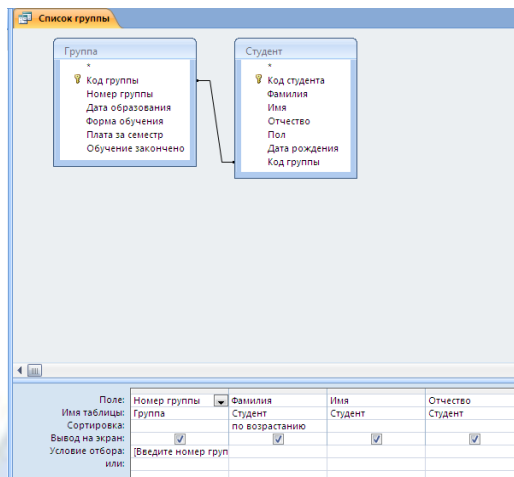 Список группы
Группа
*
Код группы
Номер группы
Дата образования
Форма обучения
Плата за семестр
Обучение закончено
Студент
*
Код студента
Фамилия
Имя
Отчество
Пол
Дата рождения
Код группы
Поле: Номер группы Фамилия Имя Отчество
Имя таблицы: Группа Студент Студент Студент
Сортировка: по возрастанию
Вывод на экран:
Условие отбора: [Введите номер груп
или: